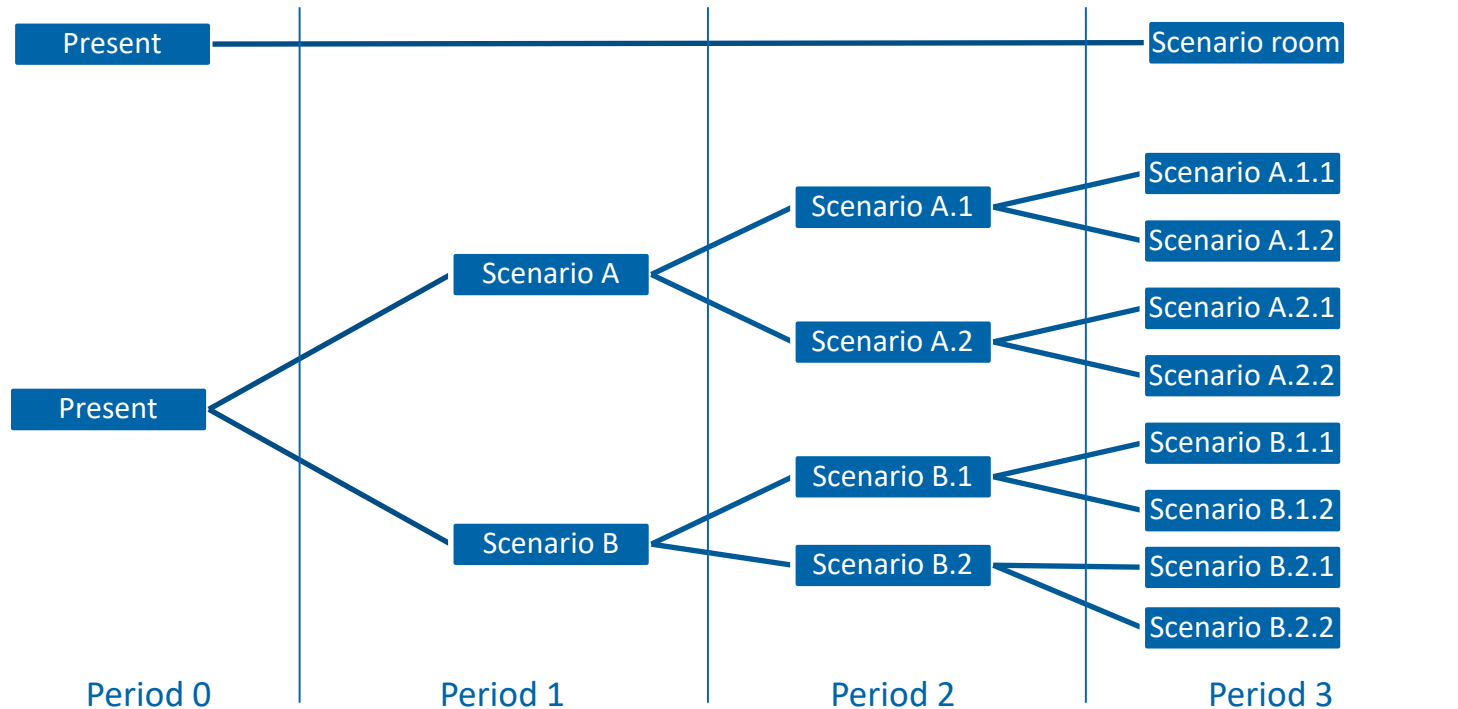 Present
Scenario room
Scenario A.1.1
Scenario A.1
Scenario A.1.2
Scenario A
Scenario A.2.1
Scenario A.2
Scenario A.2.2
Present
Scenario B.1.1
Scenario B.1
Scenario B.1.2
Scenario B
Scenario B.2
Scenario B.2.1
Scenario B.2.2
Period 0
Period 1
Period 2
Period 3